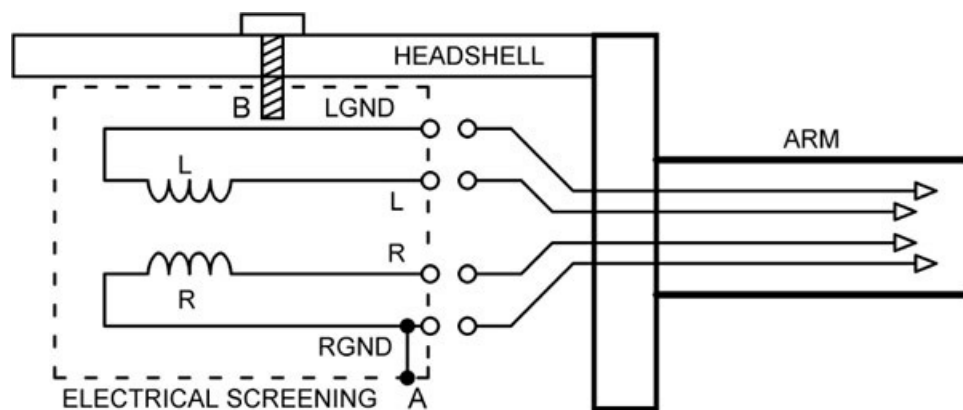 HEADSHELL
B
LGND
ARM
L
L
R
R
RGND
ELECTRICAL SCREENING
A